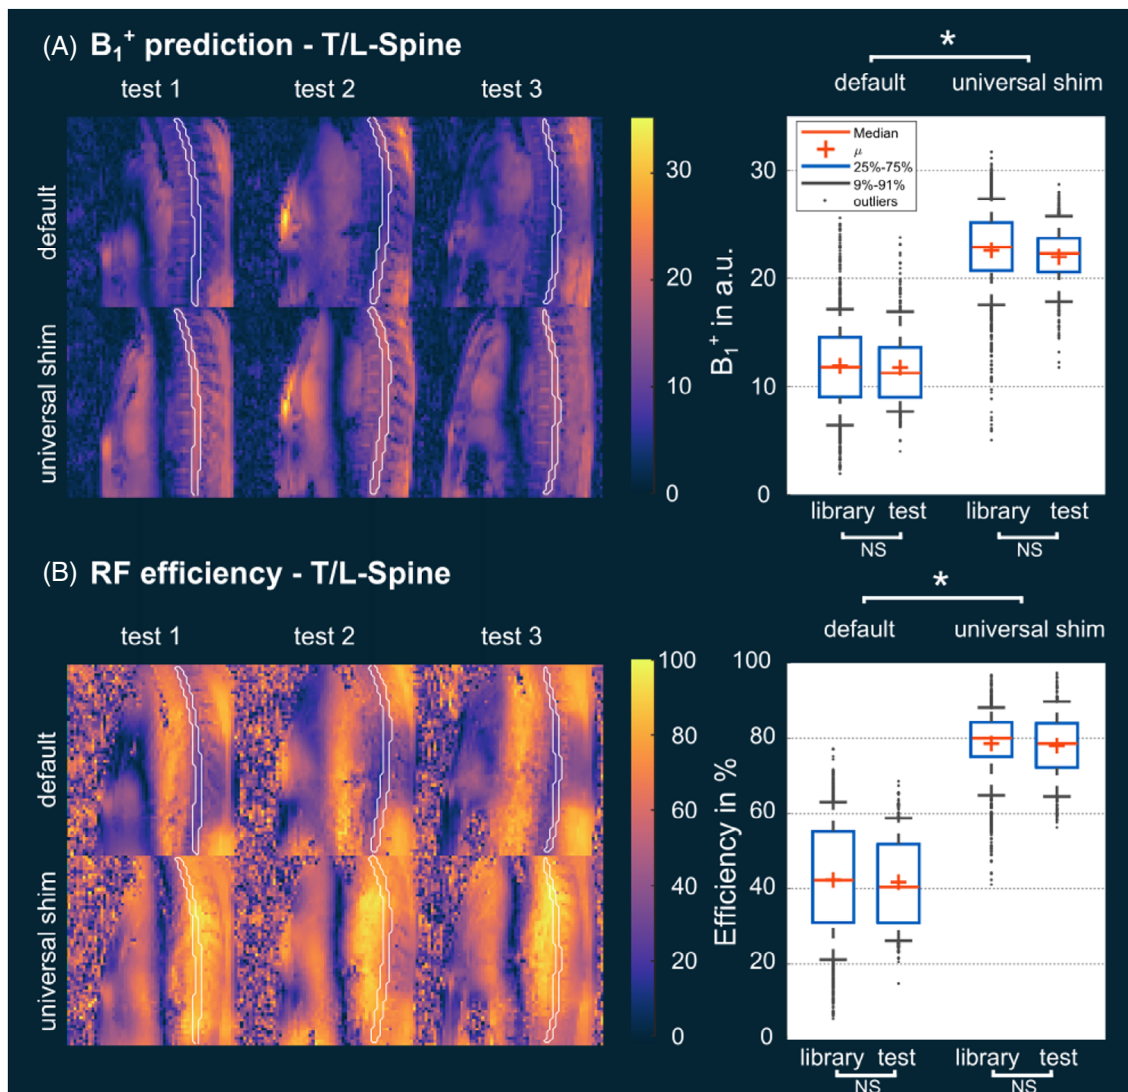 (A) B₁⁺ prediction - T/L-Spine
test 1 test 2 test 3
default
universal shim
30
20
10
0
*
default universal shim
Median
μ
25%-75%
9%-91%
outliers
B₁⁺ in a.u.
30
20
10
0
library test library test
NS NS
(B) RF efficiency - T/L-Spine
test 1 test 2 test 3
default
universal shim
100
80
60
40
20
0
*
default universal shim
Efficiency in %
100
80
60
40
20
0
library test library test
NS NS